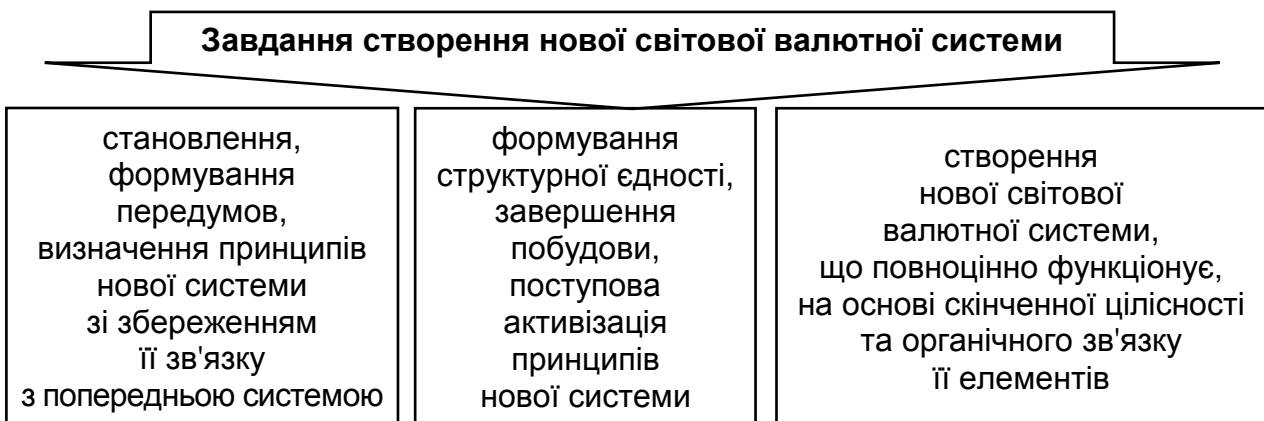 Завдання створення нової світової валютної системи
становлення,
формування
передумов,
визначення принципів
нової системи
зі збереженням
її зв'язку
з попередньою системою
формування
структурної єдності,
завершення
побудови,
поступова
активізація
принципів
нової системи
створення
нової світової
валютної системи,
що повноцінно функціонує,
на основі скінченної цілісності
та органічного зв'язку
її елементів